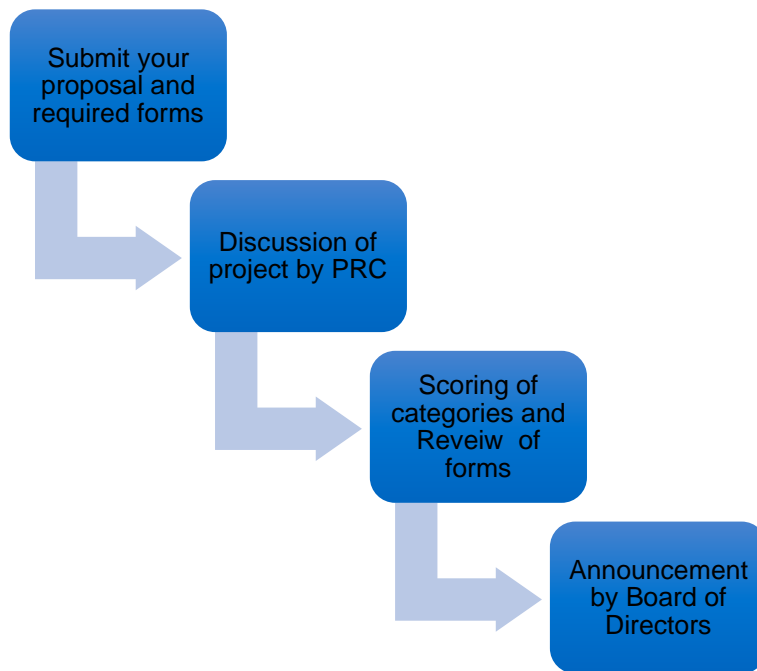 Submit your
proposal and
required forms
Discussion of
project by PRC
Scoring of
categories and
Reveiw of
forms
Announcement
by Board of
Directors